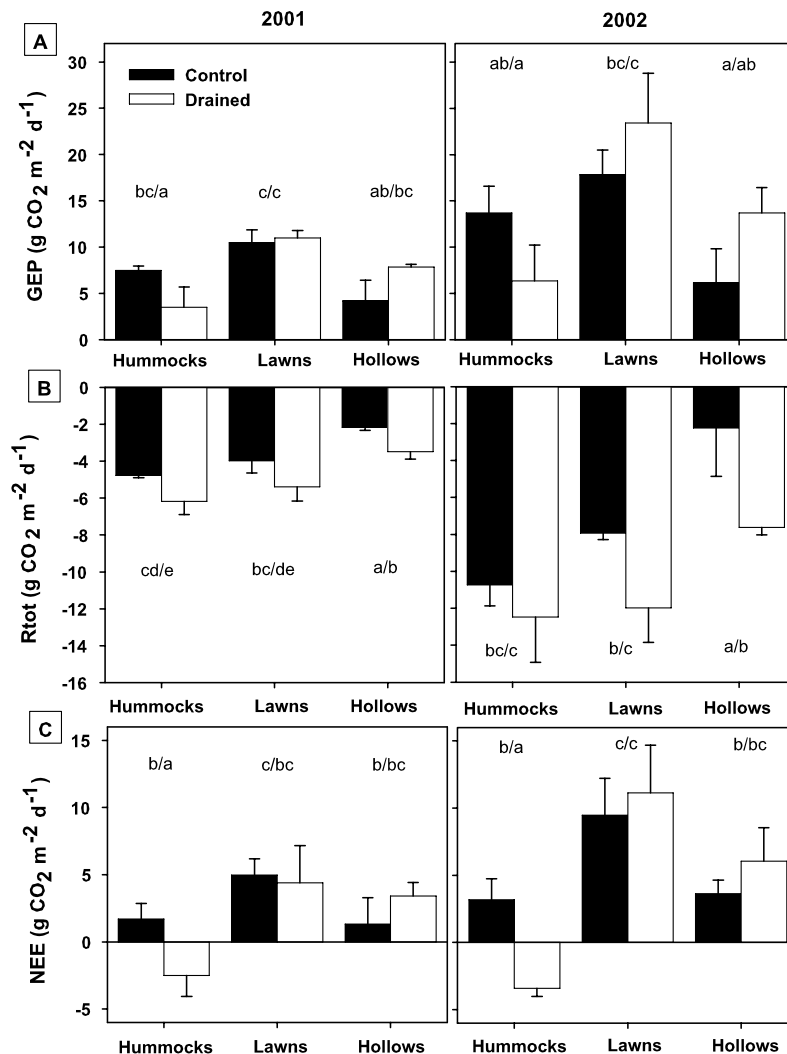 2001 2002
A
GEP (g CO2 m-2 d-1)
30
25
20
15
10
5
0
Control
Drained
bc/a c/c ab/bc
ab/a bc/c a/ab
Hummocks Lawns Hollows Hummocks Lawns Hollows
B
Rtot (g CO2 m-2 d-1)
0
-2
-4
-6
-8
-10
-12
-14
-16
cd/e bc/de a/b
bc/c b/c a/b
Hummocks Lawns Hollows Hummocks Lawns Hollows
C
NEE (g CO2 m-2 d-1)
15
10
5
0
-5
b/a c/bc b/bc
b/a c/c b/bc
Hummocks Lawns Hollows Hummocks Lawns Hollows